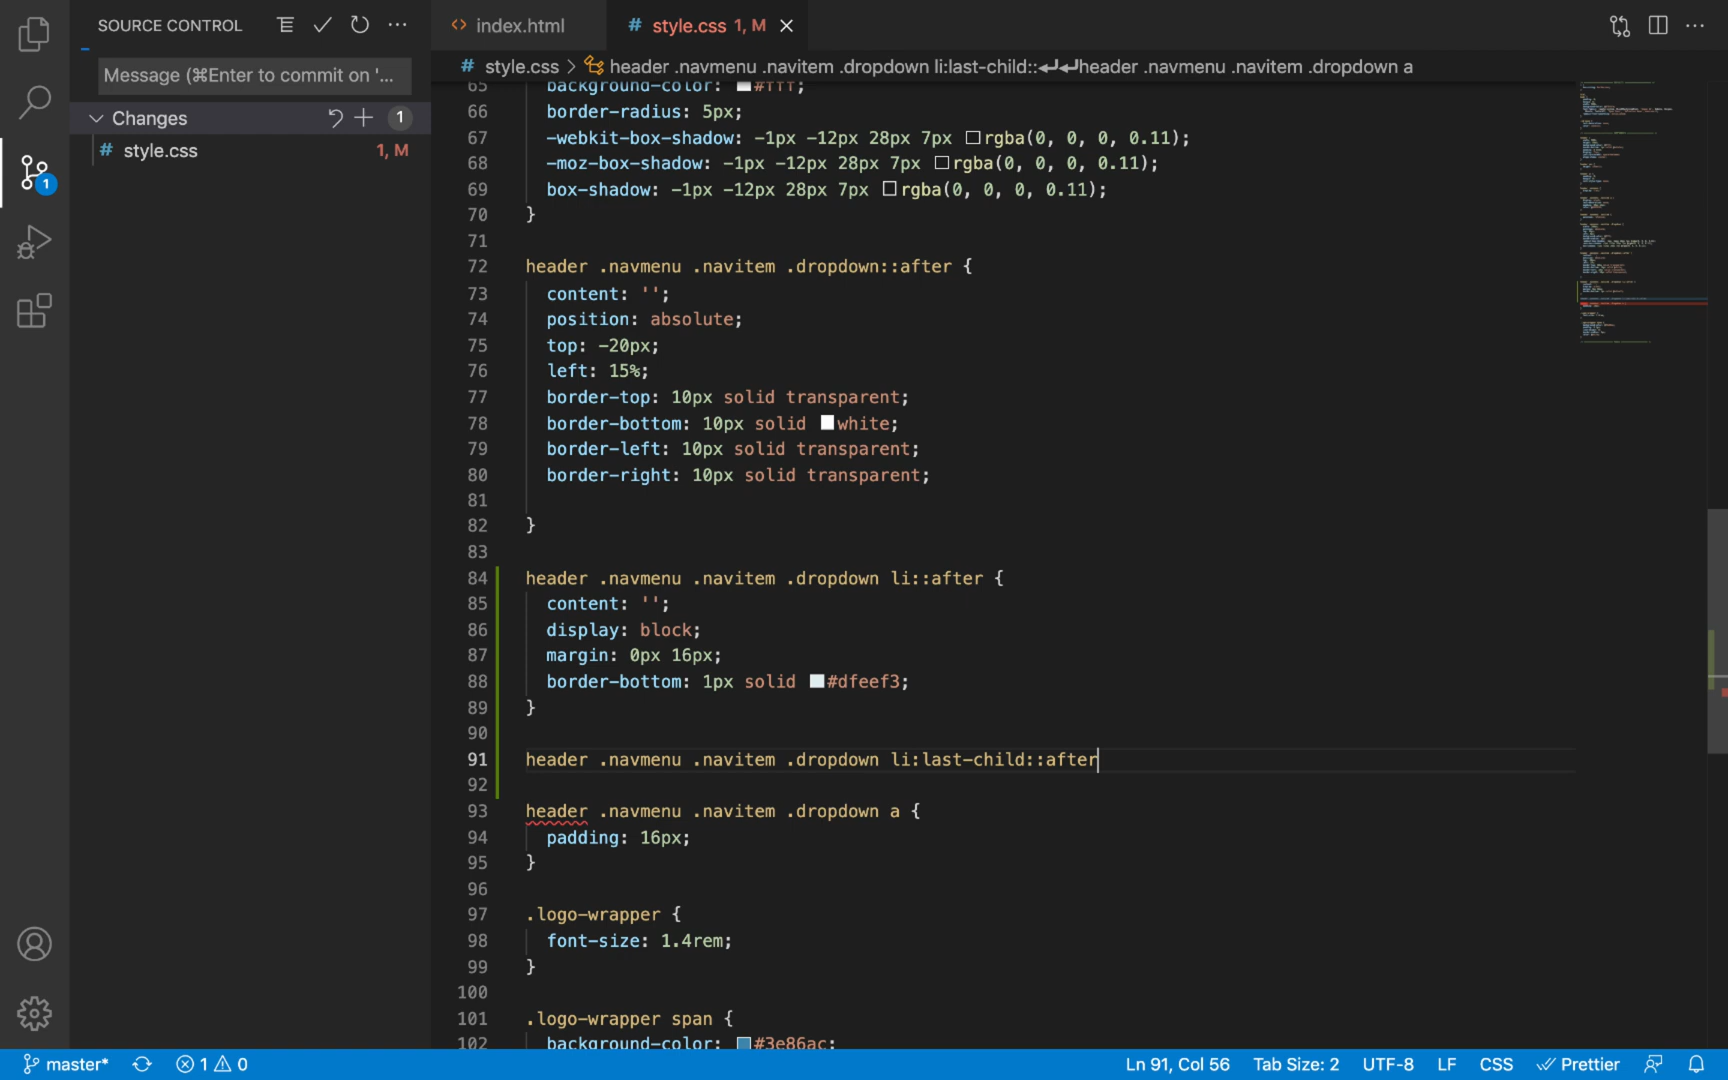 SOURCE CONTROL
Message (⌘Enter to commit on '...
Changes
1
style.css
1, M
1
index.html
style.css 1, M
style.css > header .navmenu .navitem .dropdown li:last-child::↵↵header .navmenu .navitem .dropdown a
65 background-color: #fff;
66 border-radius: 5px;
67 -webkit-box-shadow: -1px -12px 28px 7px rgba(0, 0, 0, 0.11);
68 -moz-box-shadow: -1px -12px 28px 7px rgba(0, 0, 0, 0.11);
69 box-shadow: -1px -12px 28px 7px rgba(0, 0, 0, 0.11);
70 }
71
72 header .navmenu .navitem .dropdown::after {
73 content: '';
74 position: absolute;
75 top: -20px;
76 left: 15%;
77 border-top: 10px solid transparent;
78 border-bottom: 10px solid white;
79 border-left: 10px solid transparent;
80 border-right: 10px solid transparent;
81
82 }
83
84 header .navmenu .navitem .dropdown li::after {
85 content: '';
86 display: block;
87 margin: 0px 16px;
88 border-bottom: 1px solid #dfeef3;
89 }
90
91 header .navmenu .navitem .dropdown li:last-child::after
92
93 header .navmenu .navitem .dropdown a {
94 padding: 16px;
95 }
96
97 .logo-wrapper {
98 font-size: 1.4rem;
99 }
100
101 .logo-wrapper span {
102 background-color: #3e86ac;
master* 1 0 Ln 91, Col 56 Tab Size: 2 UTF-8 LF CSS Prettier